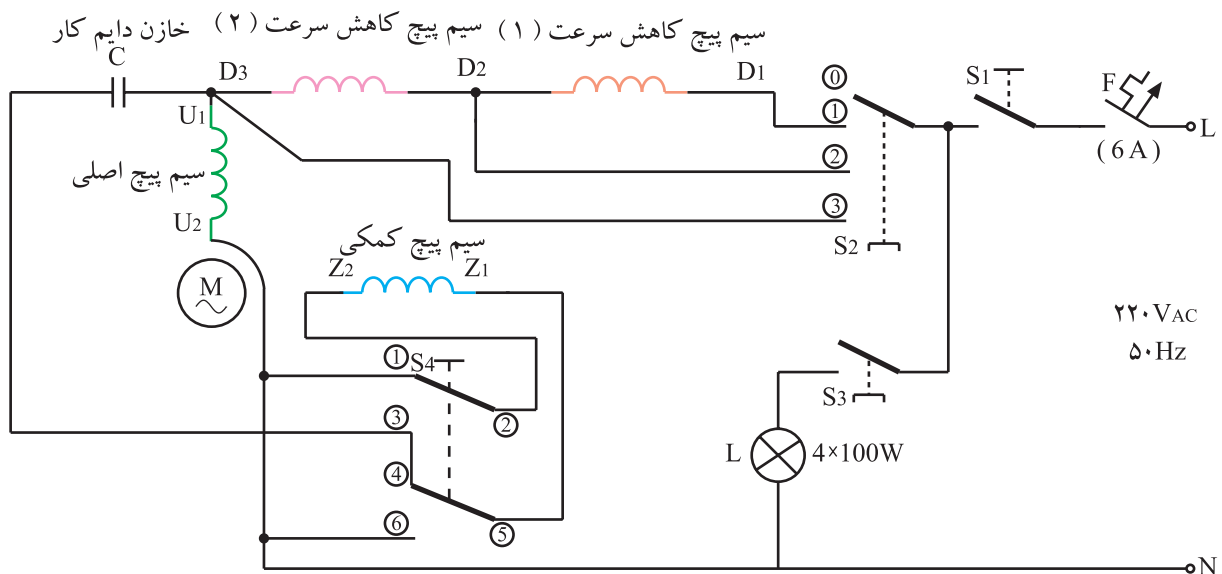 خازن دایم کار سیم پیچ کاهش سرعت (۲) سیم پیچ کاهش سرعت (۱)
C
D3
D2
D1
⓪
S1
F
U1
①
L
(6A)
②
سیم پیچ اصلی
③
U2
S2
سیم پیچ کمکی
Z2
Z1
M
۲۲۰VAC
۵۰Hz
①
S4
S3
③
②
L
4×100W
④
⑥
⑤
N